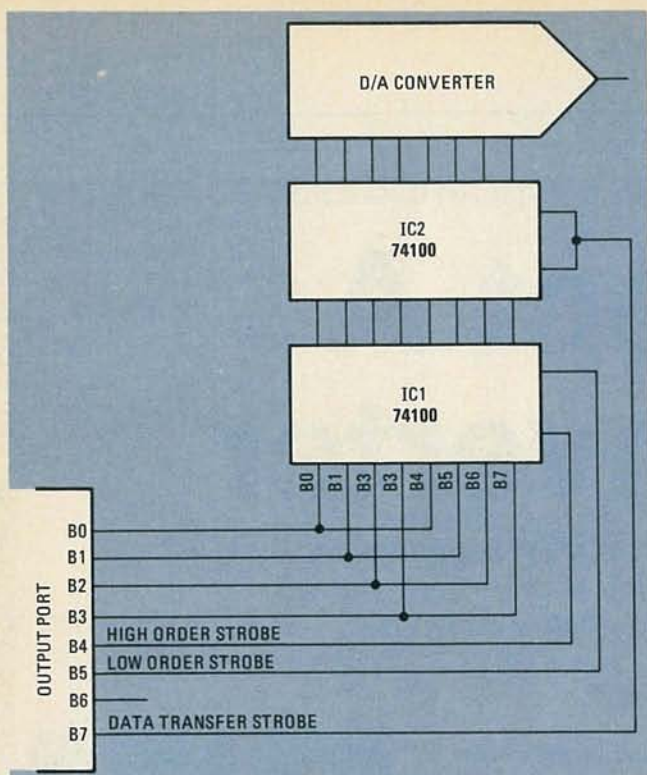 D/A CONVERTER
IC2
74100
IC1
74100
B0 B1 B3 B3 B4 B5 B6 B7
OUTPUT PORT
B0
B1
B2
B3
B4 HIGH ORDER STROBE
B5 LOW ORDER STROBE
B6
B7 DATA TRANSFER STROBE